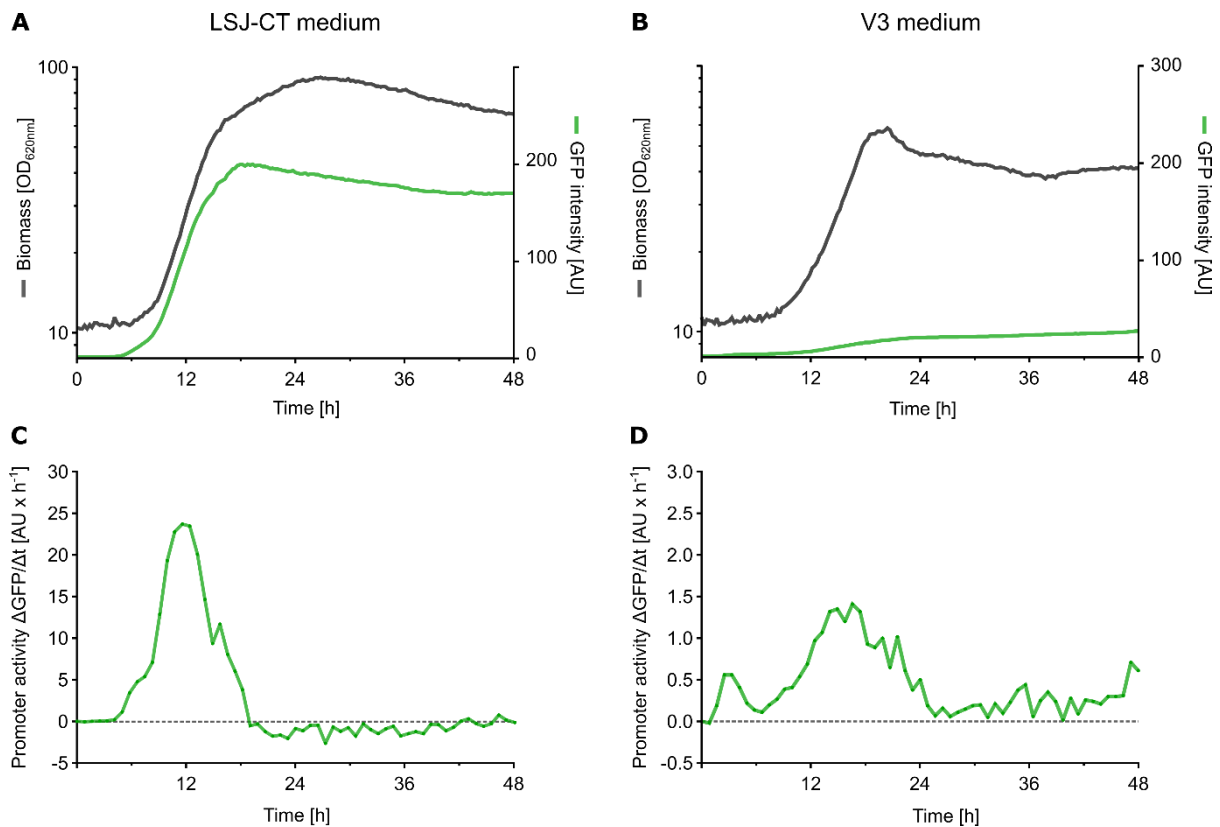 A
LSJ-CT medium
B
V3 medium
Biomass [OD620nm]
100
10
GFP intensity [AU]
200
100
0
0
12
24
36
48
Time [h]
Biomass [OD620nm]
10
GFP intensity [AU]
300
200
100
0
0
12
24
36
48
Time [h]
C
Promoter activity ΔGFP/Δt [AU x h-1]
30
25
20
15
10
5
0
-5
12
24
36
48
Time [h]
D
Promoter activity ΔGFP/Δt [AU x h-1]
3.0
2.5
2.0
1.5
1.0
0.5
0.0
-0.5
12
24
36
48
Time [h]